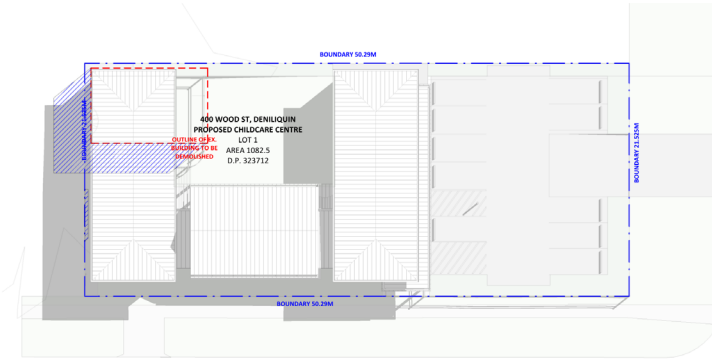 BOUNDARY 50.29M
400 WOOD ST, DENILIQUIN
PROPOSED CHILDCARE CENTRE
LOT 1
AREA 1082.5
D.P. 323712
OUTLINE OF EX.
BUILDING TO BE
DEMOLISHED
BOUNDARY 21.525M
BOUNDARY 50.29M